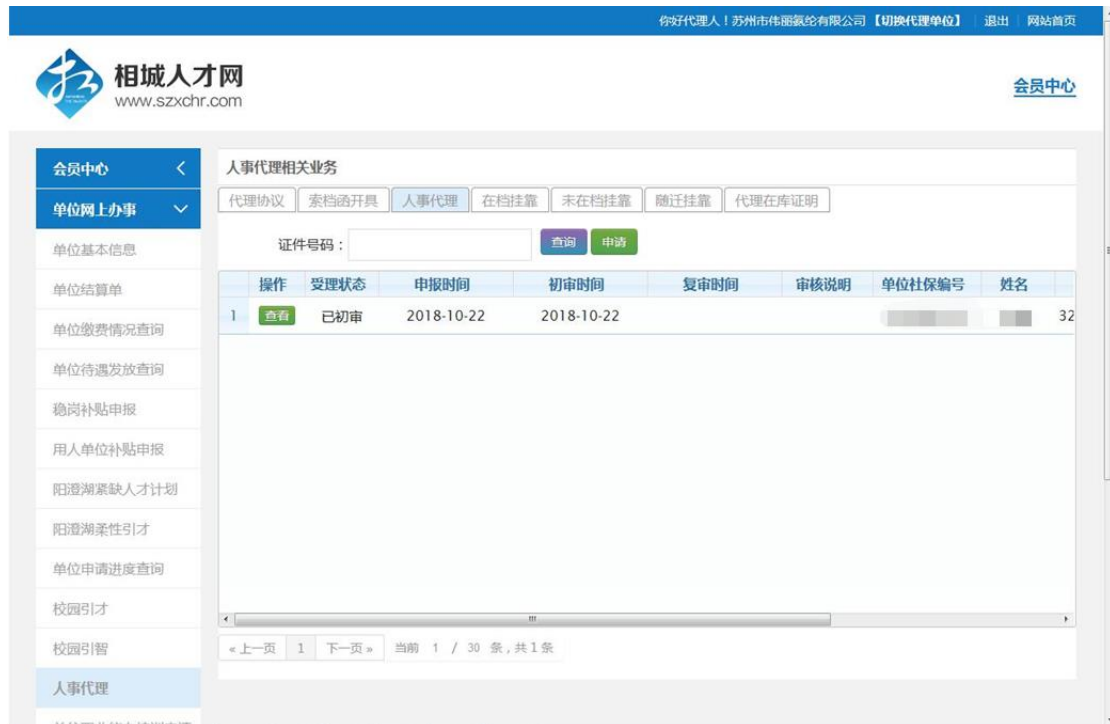 你好代理人！苏州市伟丽氨纶有限公司 【切换代理单位】 退出 网站首页
相城人才网
www.szxchr.com
会员中心
会员中心
单位网上办事
单位基本信息
单位结算单
单位缴费情况查询
单位待遇发放查询
稳岗补贴申报
用人单位补贴申报
阳澄湖紧缺人才计划
阳澄湖柔性引才
单位申请进度查询
校园引才
校园引智
人事代理
人事代理相关业务
代理协议 索档函开具 人事代理 在档挂靠 未在档挂靠 随迁挂靠 代理在库证明
证件号码： 查询 申请
操作 受理状态 申报时间 初审时间 复审时间 审核说明 单位社保编号 姓名
1 查看 已初审 2018-10-22 2018-10-22 32
« 上一页 1 下一页 » 当前 1 / 30 条，共1条